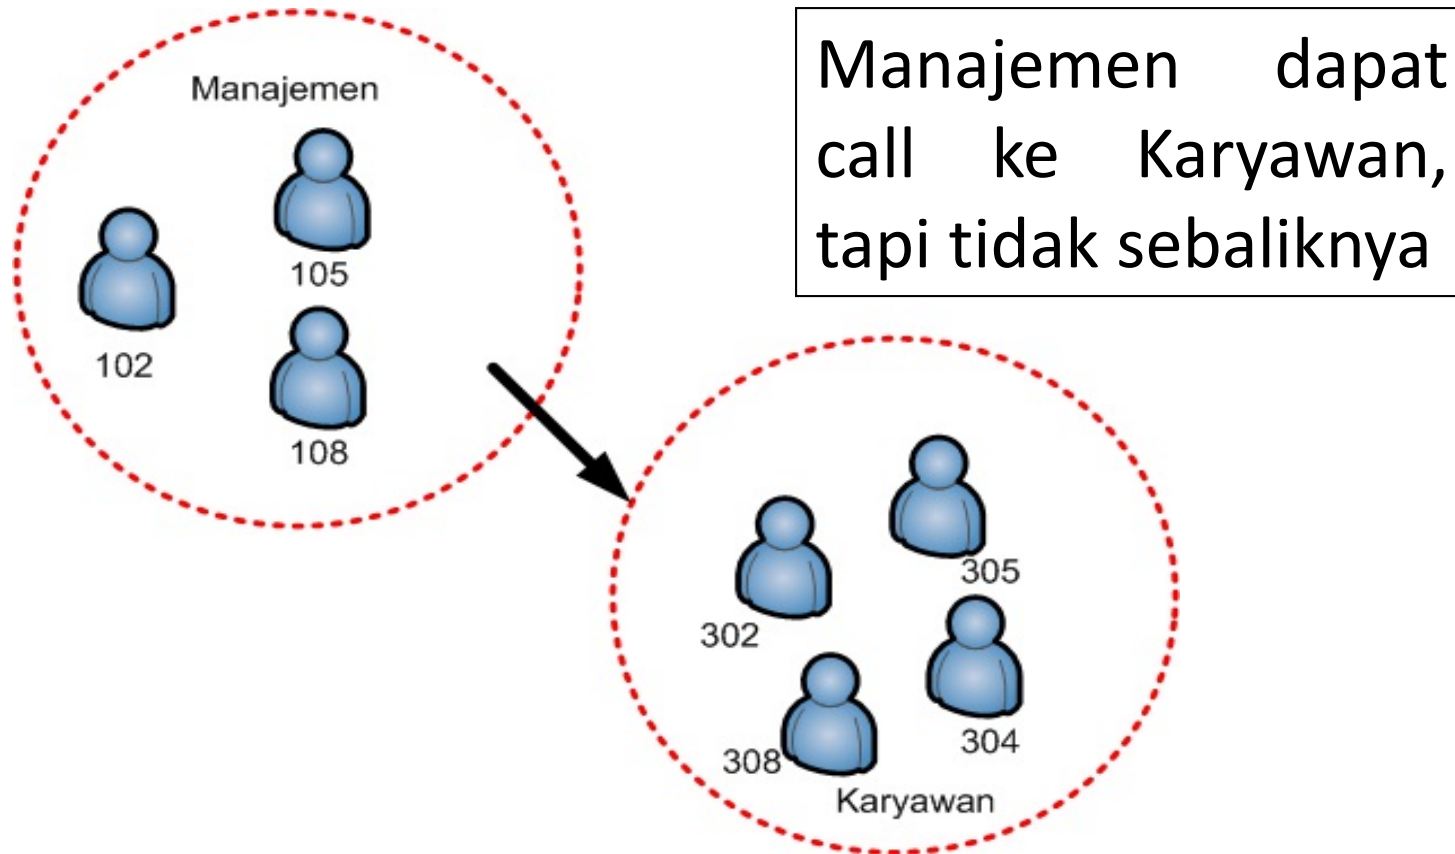 Manajemen
105
102
108
Manajemen dapat
call ke Karyawan,
tapi tidak sebaliknya
305
302
304
308
Karyawan